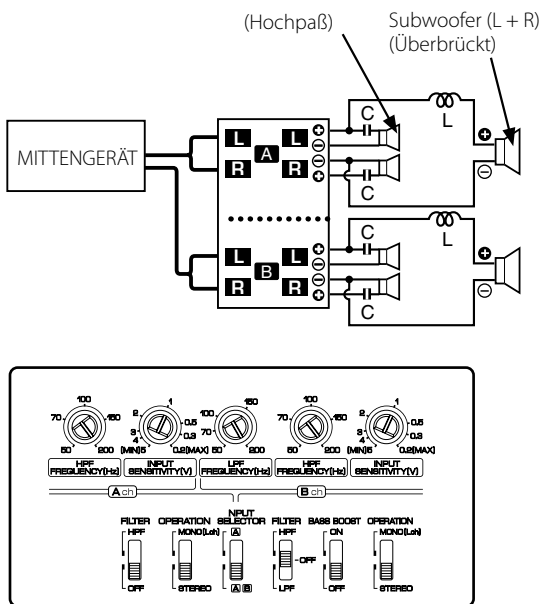 (Hochpaß)
Subwoofer (L + R)
(Überbrückt)
MITTENGERÄT
L L
A
R R
L L
B
R R
C
C
L
C
C
L
⊕
⊖
⊖
⊕
⊕
⊖
⊖
⊕
⊕
⊖
⊕
⊖
100
70 150
50 200
HPF
FREQUENCY(Hz)
1
2 0.5
3 0.3
4
(MIN)5 0.2(MAX)
INPUT
SENSITIVITY(V)
150
100
70
50 200
LPF
FREQUENCY(Hz)
100
70 150
50 200
HPF
FREQUENCY(Hz)
1
2 0.5
3 0.3
4
(MIN)5 0.2(MAX)
INPUT
SENSITIVITY(V)
A ch
B ch
FILTER
HPF
OFF
OPERATION
MONO(Lch)
STEREO
NPUT
SELECTOR
A
A B
FILTER
HPF
OFF
LPF
BASS BOOST
ON
OFF
OPERATION
MONO(Lch)
STEREO